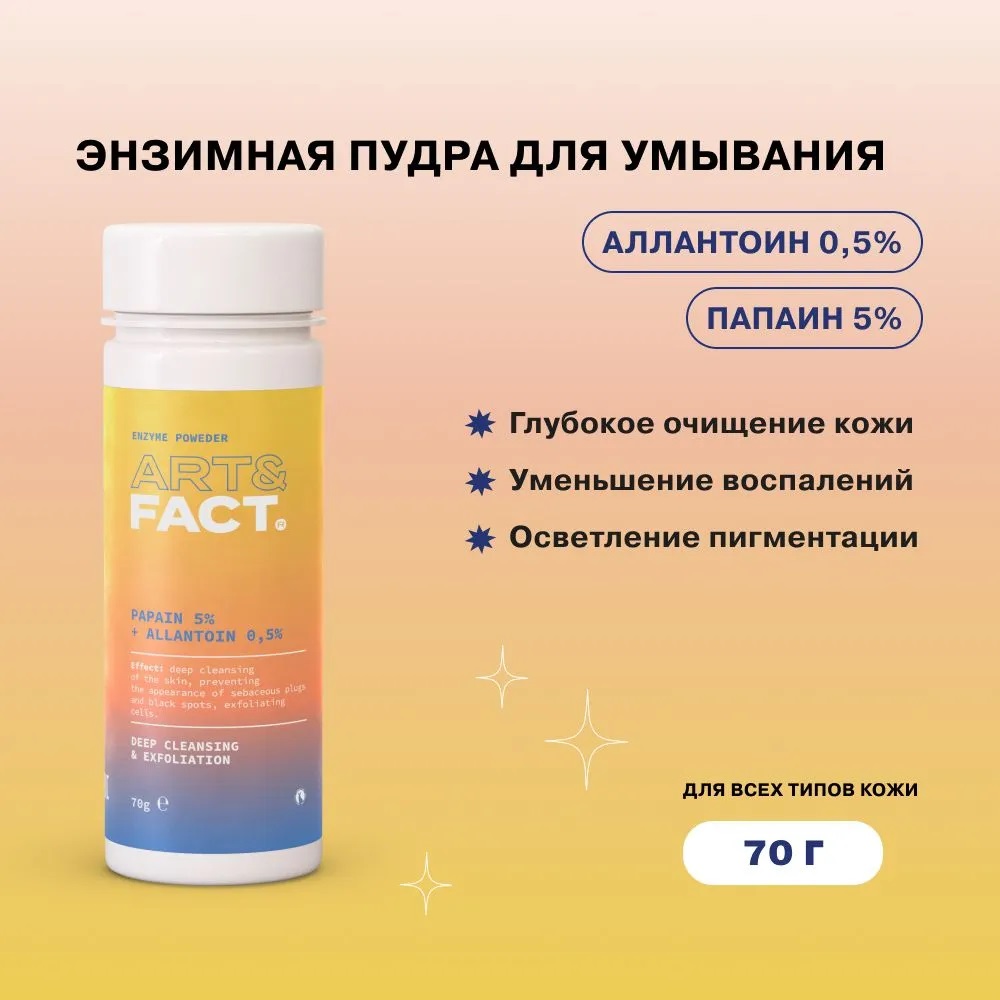 ЭНЗИМНАЯ ПУДРА ДЛЯ УМЫВАНИЯ
АЛЛАНТОИН 0,5%
ПАПАИН 5%
Глубокое очищение кожи
Уменьшение воспалений
Осветление пигментации
ENZYME POWEDER
ART&
FACT.®
PAPAIN 5%
+ ALLANTOIN 0,5%
Effect: deep cleansing
of the skin, preventing
the appearance of sebaceous plugs
and black spots, exfoliating
cells.
DEEP CLEANSING
& EXFOLIATION
70g ℮
ДЛЯ ВСЕХ ТИПОВ КОЖИ
70 Г